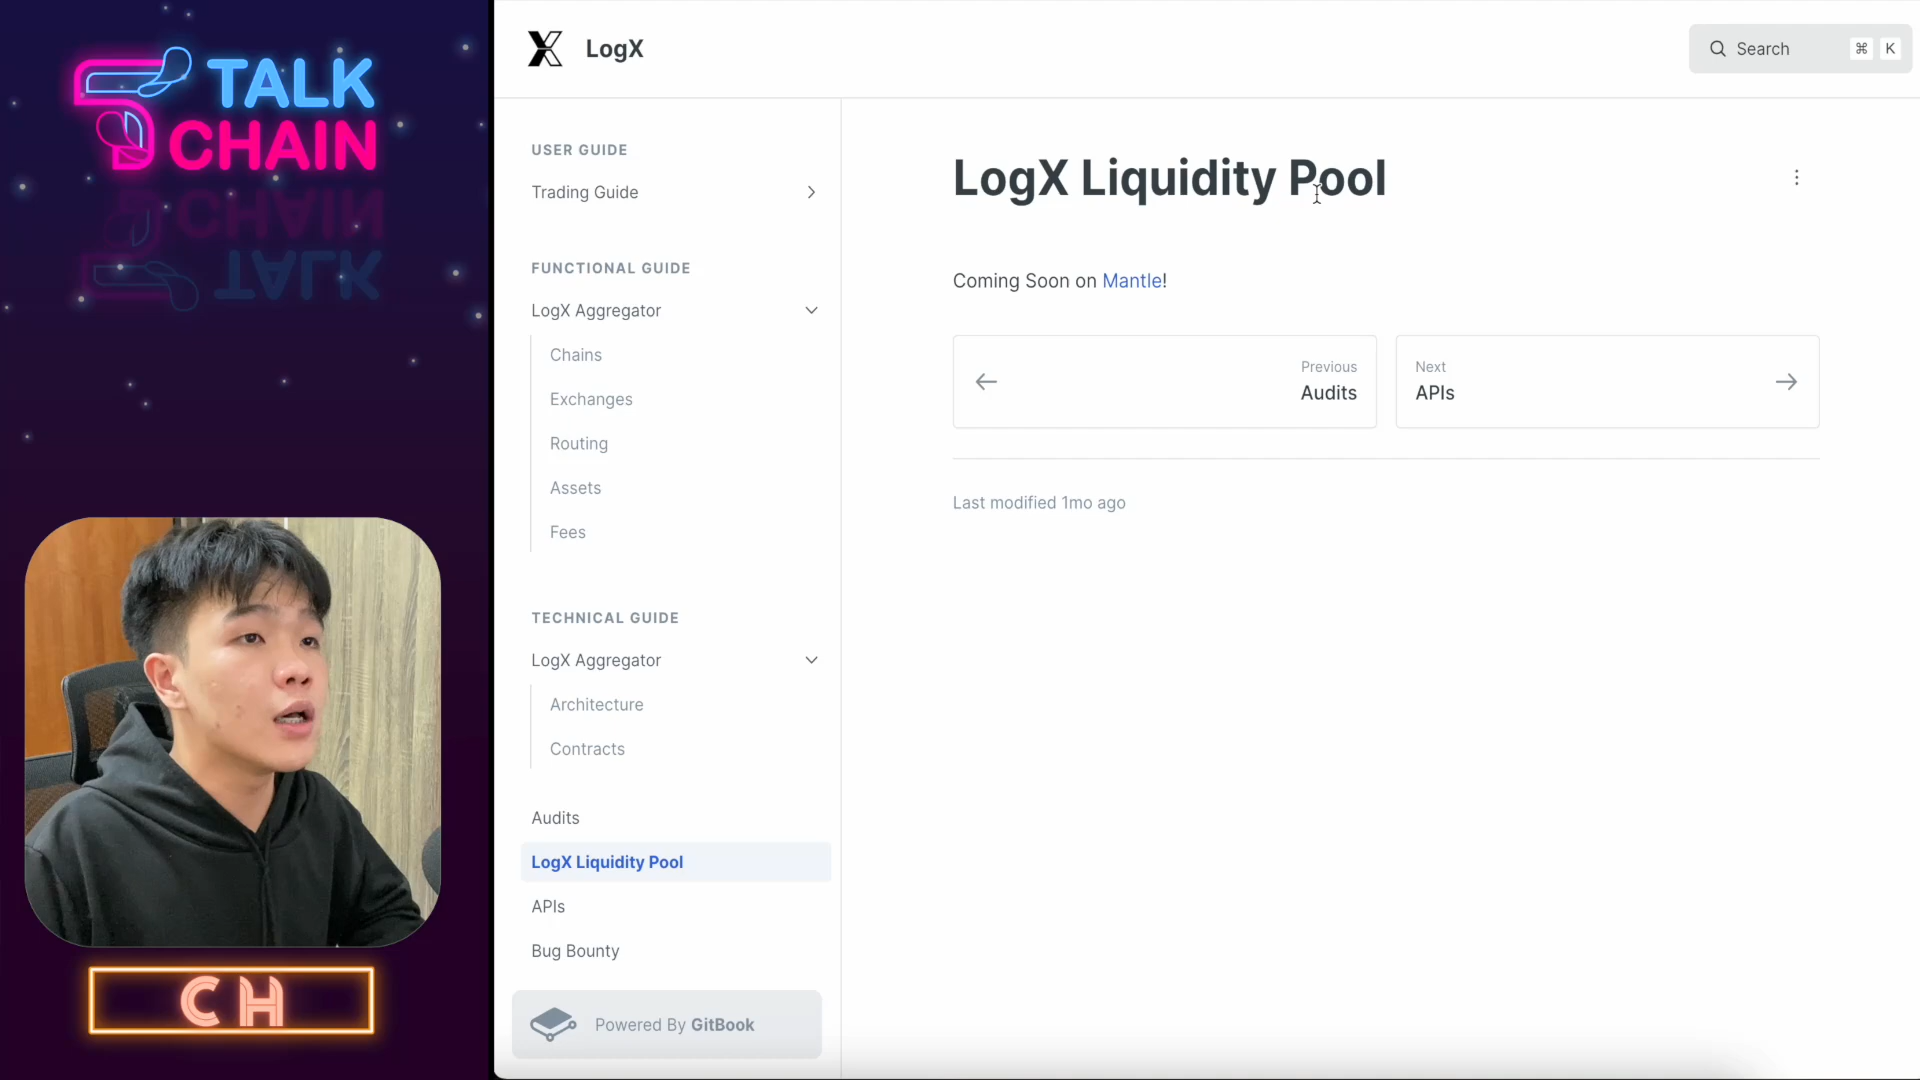 TALK
CHAIN
CH
LogX
Search
⌘ K
USER GUIDE
Trading Guide
FUNCTIONAL GUIDE
LogX Aggregator
Chains
Exchanges
Routing
Assets
Fees
TECHNICAL GUIDE
LogX Aggregator
Architecture
Contracts
Audits
LogX Liquidity Pool
APIs
Bug Bounty
Powered By GitBook
LogX Liquidity Pool
Coming Soon on Mantle!
Previous
Audits
Next
APIs
Last modified 1mo ago